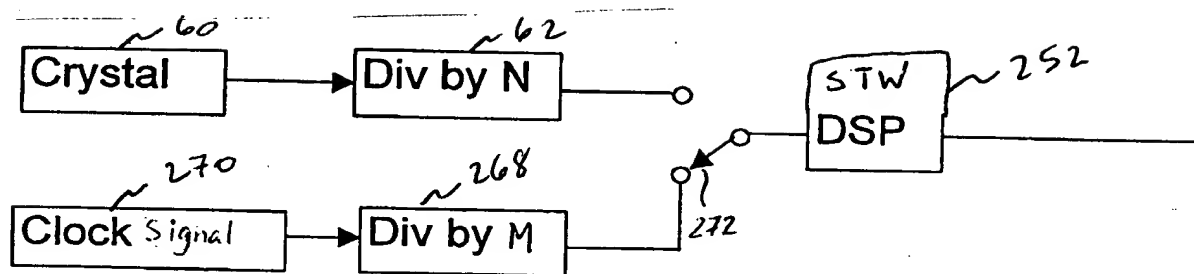 60
62
Crystal
Div by N
STW
252
DSP
270
268
272
Clock Signal
Div by M